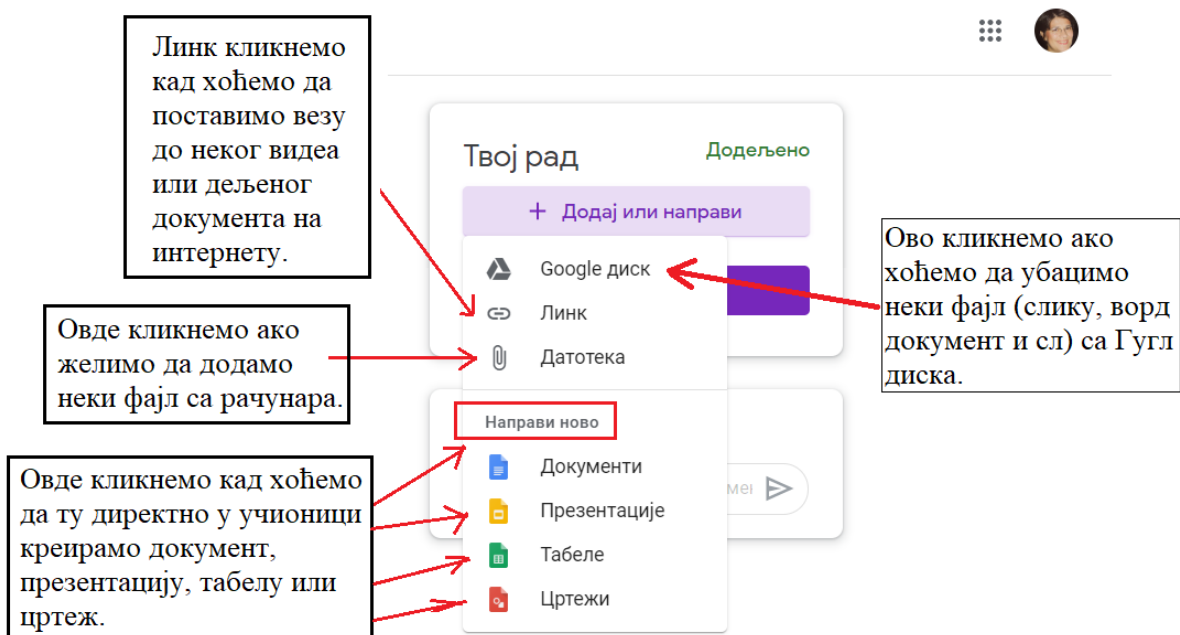 Линк кликнемо
кад хоћемо да
поставимо везу
до неког видеа
или дељеног
документа на
интернету.
Овде кликнемо ако
желимо да додамо
неки фајл са рачунара.
Овде кликнемо кад хоћемо
да ту директно у учионици
креирамо документ,
презентацију, табелу или
цртеж.
Твој рад
Додељено
+ Додај или направи
Google диск
Линк
Датотека
Направи ново
Документи
Презентације
Табеле
Цртежи
Ово кликнемо ако
хоћемо да убацимо
неки фајл (слику, ворд
документ и сл) са Гугл
диска.